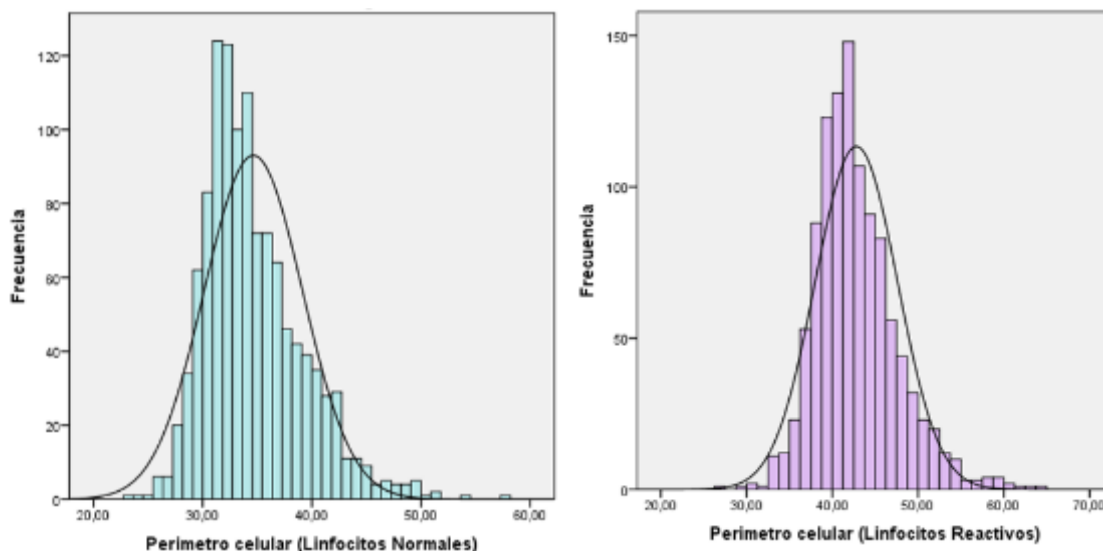 120
100
80
60
40
20
0
Frecuencia
20,00 30,00 40,00 50,00 60,00
Perimetro celular (Linfocitos Normales)
150
100
50
0
Frecuencia
20,00 30,00 40,00 50,00 60,00 70,00
Perimetro celular (Linfocitos Reactivos)